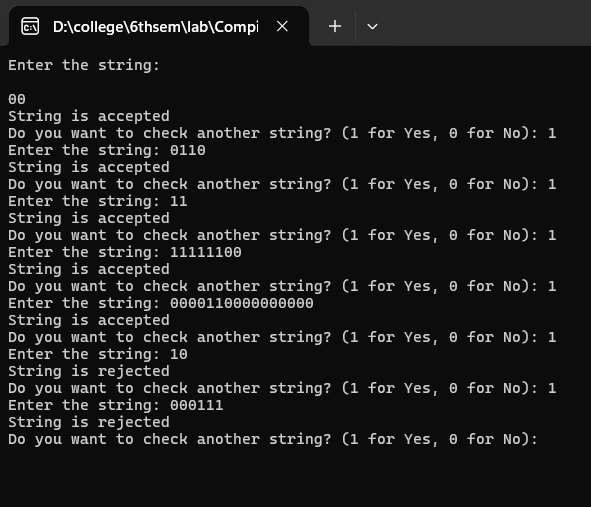 D:\college\6thsem\lab\Compi
Enter the string:
00
String is accepted
Do you want to check another string? (1 for Yes, 0 for No): 1
Enter the string: 0110
String is accepted
Do you want to check another string? (1 for Yes, 0 for No): 1
Enter the string: 11
String is accepted
Do you want to check another string? (1 for Yes, 0 for No): 1
Enter the string: 11111100
String is accepted
Do you want to check another string? (1 for Yes, 0 for No): 1
Enter the string: 0000110000000000
String is accepted
Do you want to check another string? (1 for Yes, 0 for No): 1
Enter the string: 10
String is rejected
Do you want to check another string? (1 for Yes, 0 for No): 1
Enter the string: 000111
String is rejected
Do you want to check another string? (1 for Yes, 0 for No):